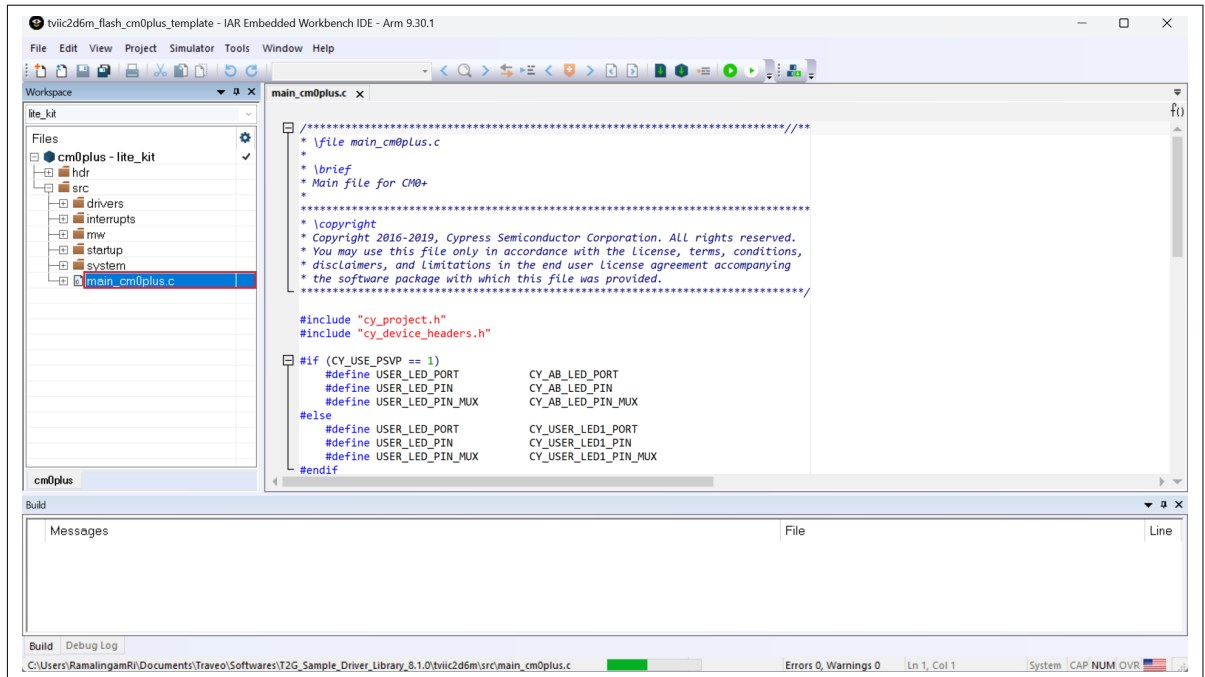 tviic2d6m_flash_cm0plus_template - IAR Embedded Workbench IDE - Arm 9.30.1
File Edit View Project Simulator Tools Window Help
Workspace
lite_kit
Files
cm0plus - lite_kit
hdr
src
drivers
interrupts
mw
startup
system
main_cm0plus.c
cm0plus
main_cm0plus.c
f()
/***************************************************************************//**
* \file main_cm0plus.c
*
* \brief
* Main file for CM0+
*
********************************************************************************
* \copyright
* Copyright 2016-2019, Cypress Semiconductor Corporation. All rights reserved.
* You may use this file only in accordance with the license, terms, conditions,
* disclaimers, and limitations in the end user license agreement accompanying
* the software package with which this file was provided.
*******************************************************************************/
#include "cy_project.h"
#include "cy_device_headers.h"
#if (CY_USE_PSVP == 1)
#define USER_LED_PORT CY_AB_LED_PORT
#define USER_LED_PIN CY_AB_LED_PIN
#define USER_LED_PIN_MUX CY_AB_LED_PIN_MUX
#else
#define USER_LED_PORT CY_USER_LED1_PORT
#define USER_LED_PIN CY_USER_LED1_PIN
#define USER_LED_PIN_MUX CY_USER_LED1_PIN_MUX
#endif
Build
Messages File Line
Build Debug Log
C:\Users\RamalingamRi\Documents\Traveo\Softwares\T2G_Sample_Driver_Library_8.1.0\tviic2d6m\src\main_cm0plus.c Errors 0, Warnings 0 Ln 1, Col 1 System CAP NUM OVR